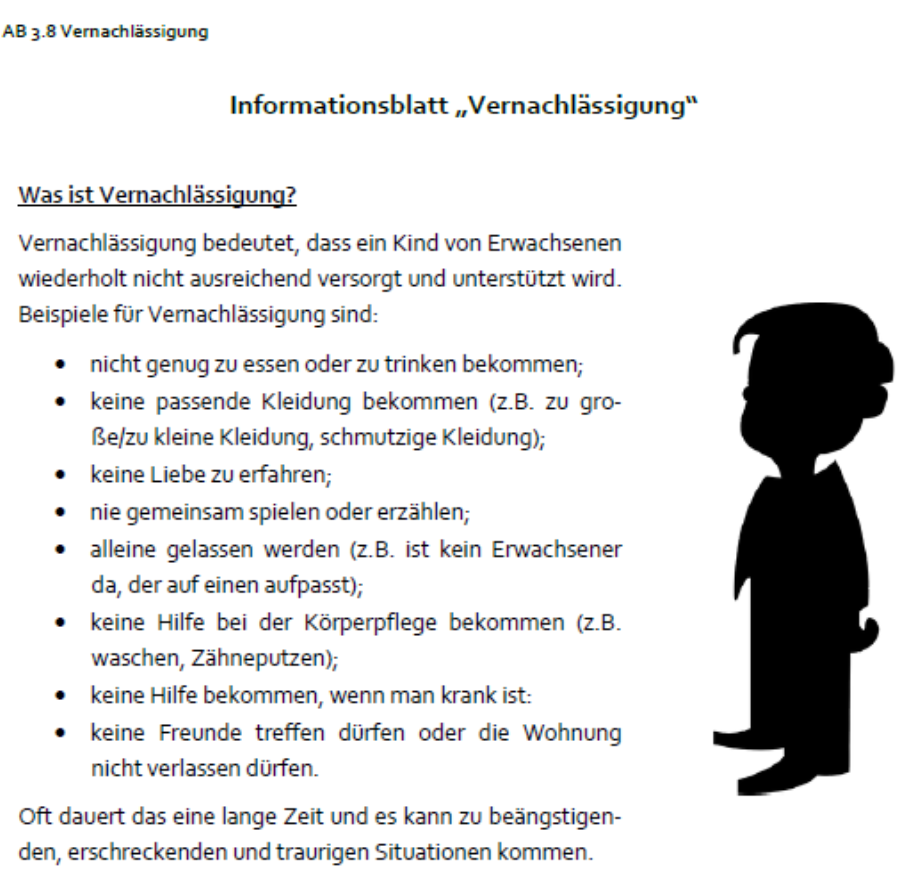 AB 3.8 Vernachlässigung
Informationsblatt „Vernachlässigung“
Was ist Vernachlässigung?
Vernachlässigung bedeutet, dass ein Kind von Erwachsenen
wiederholt nicht ausreichend versorgt und unterstützt wird.
Beispiele für Vernachlässigung sind:
• nicht genug zu essen oder zu trinken bekommen;
• keine passende Kleidung bekommen (z.B. zu gro-
ße/zu kleine Kleidung, schmutzige Kleidung);
• keine Liebe zu erfahren;
• nie gemeinsam spielen oder erzählen;
• alleine gelassen werden (z.B. ist kein Erwachsener
da, der auf einen aufpasst);
• keine Hilfe bei der Körperpflege bekommen (z.B.
waschen, Zähneputzen);
• keine Hilfe bekommen, wenn man krank ist:
• keine Freunde treffen dürfen oder die Wohnung
nicht verlassen dürfen.
Oft dauert das eine lange Zeit und es kann zu beängstigen-
den, erschreckenden und traurigen Situationen kommen.